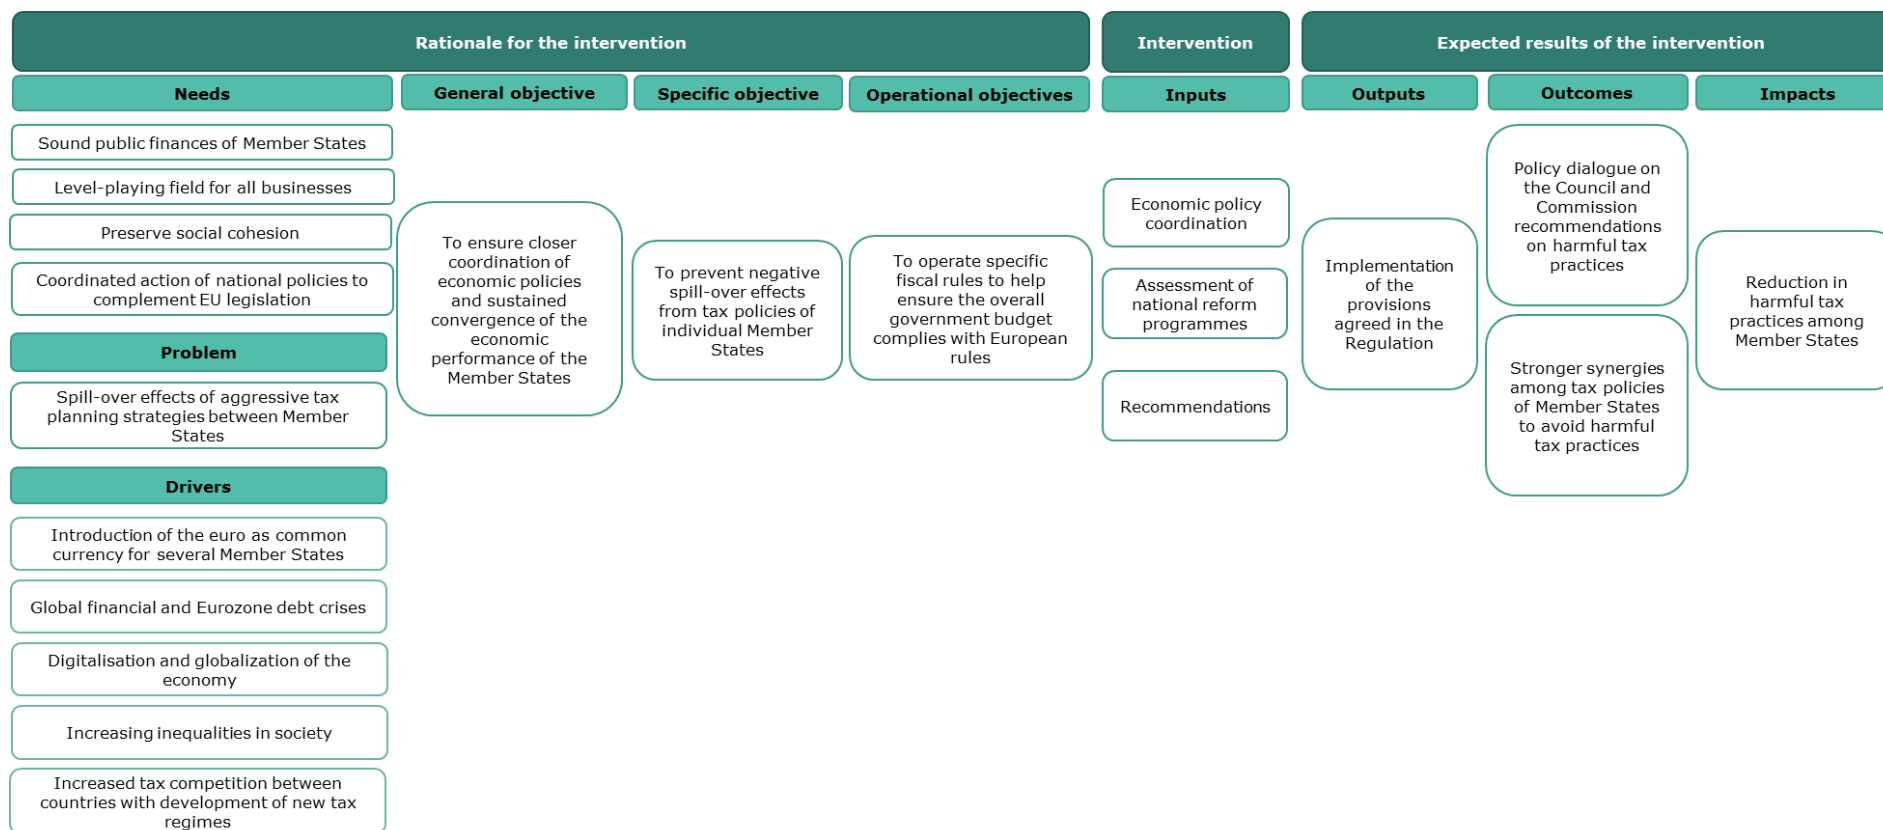 Rationale for the intervention
Intervention
Expected results of the intervention
Needs
General objective
Specific objective
Operational objectives
Inputs
Outputs
Outcomes
Impacts
Sound public finances of Member States
Level-playing field for all businesses
Preserve social cohesion
Coordinated action of national policies to
complement EU legislation
Problem
Spill-over effects of aggressive tax
planning strategies between Member
States
Drivers
Introduction of the euro as common
currency for several Member States
Global financial and Eurozone debt crises
Digitalisation and globalization of the
economy
Increasing inequalities in society
Increased tax competition between
countries with development of new tax
regimes
To ensure closer
coordination of
economic policies
and sustained
convergence of the
economic
performance of the
Member States
To prevent negative
spill-over effects
from tax policies of
individual Member
States
To operate specific
fiscal rules to help
ensure the overall
government budget
complies with European
rules
Economic policy
coordination
Assessment of
national reform
programmes
Recommendations
Implementation
of the
provisions
agreed in the
Regulation
Policy dialogue on
the Council and
Commission
recommendations
on harmful tax
practices
Stronger synergies
among tax policies
of Member States
to avoid harmful
tax practices
Reduction in
harmful tax
practices among
Member States